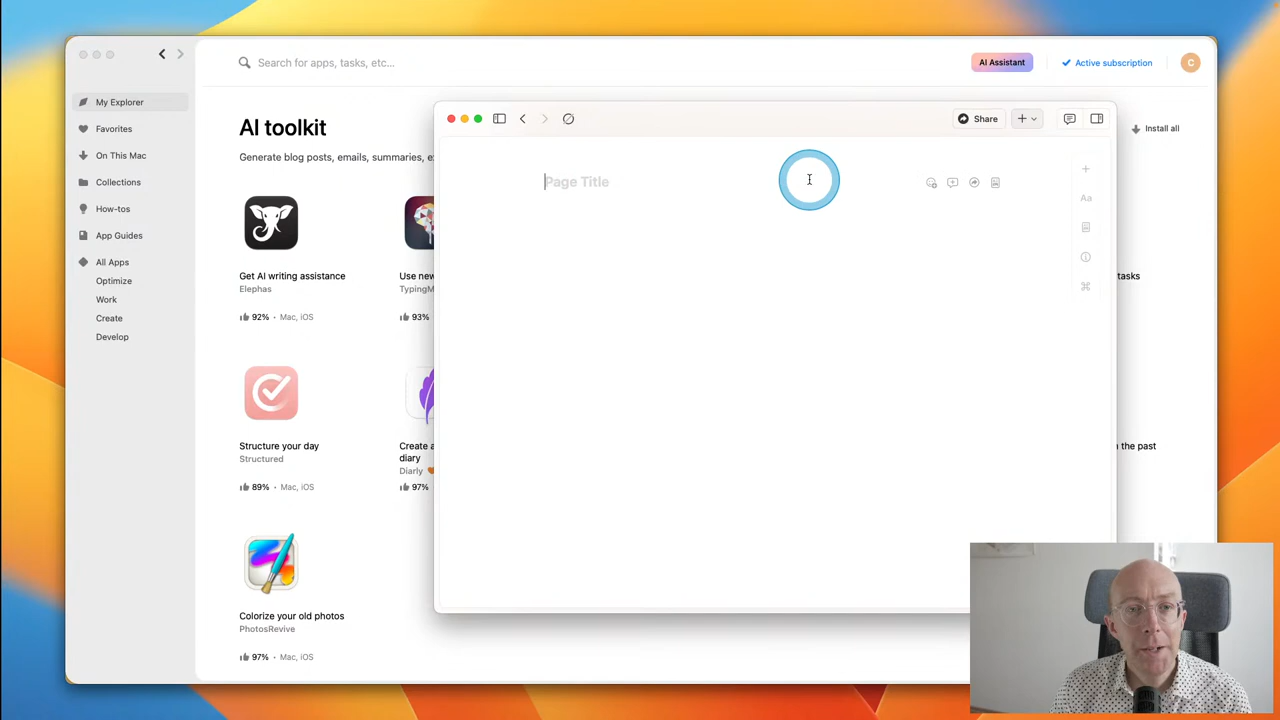 Search for apps, tasks, etc...
AI Assistant
Active subscription
C
My Explorer
Favorites
On This Mac
Collections
How-tos
App Guides
All Apps
Optimize
Work
Create
Develop
AI toolkit
Install all
Generate blog posts, emails, summaries, e
Get AI writing assistance
Elephas
92% • Mac, iOS
Use new
TypingM
93%
tasks
Structure your day
Structured
89% • Mac, iOS
Create a
diary
Diarly
97%
the past
Colorize your old photos
PhotosRevive
97% • Mac, iOS
Share
Page Title
Aa